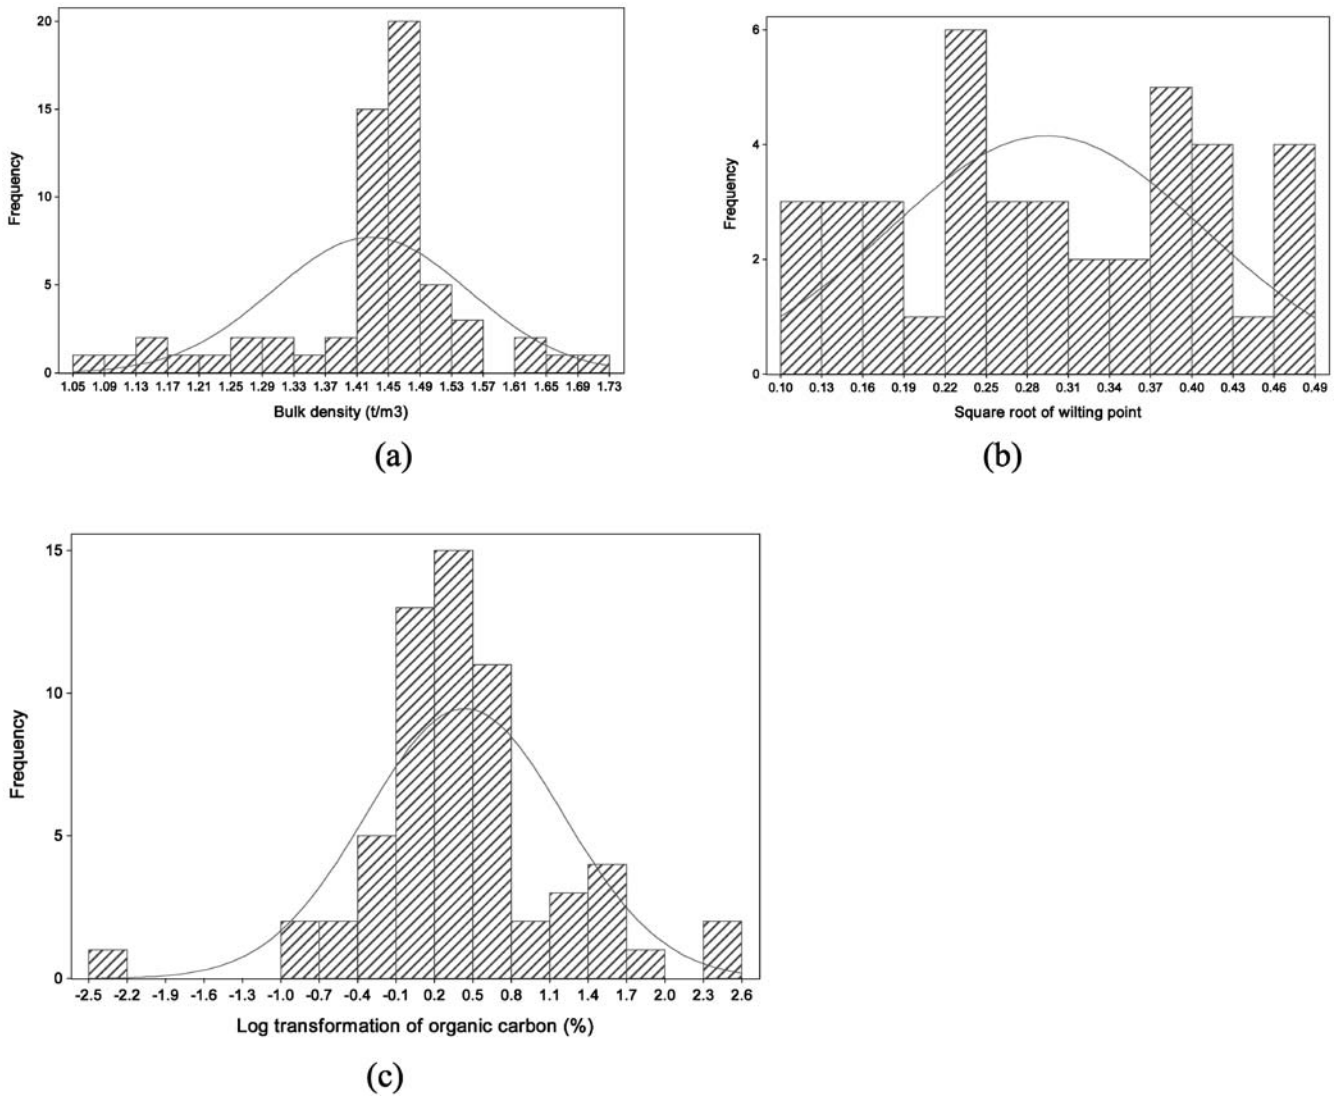 20
15
10
5
0
Frequency
1.05 1.09 1.13 1.17 1.21 1.25 1.29 1.33 1.37 1.41 1.45 1.49 1.53 1.57 1.61 1.65 1.69 1.73
Bulk density (t/m3)
(a)
6
4
2
0
Frequency
0.10 0.13 0.16 0.19 0.22 0.25 0.28 0.31 0.34 0.37 0.40 0.43 0.46 0.49
Square root of wilting point
(b)
15
10
5
0
Frequency
-2.5 -2.2 -1.9 -1.6 -1.3 -1.0 -0.7 -0.4 -0.1 0.2 0.5 0.8 1.1 1.4 1.7 2.0 2.3 2.6
Log transformation of organic carbon (%)
(c)